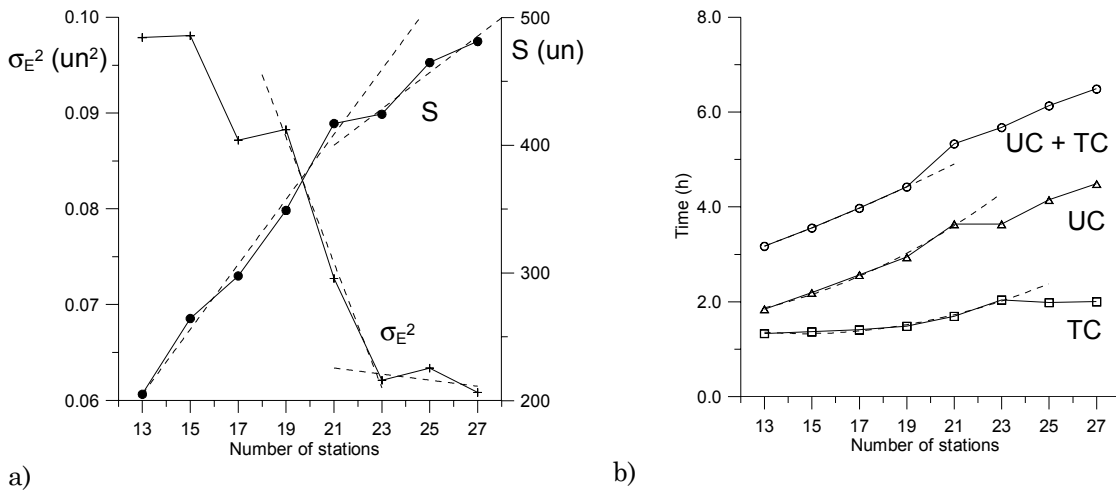 0.10
0.09
0.08
0.07
0.06
σE² (un²)
500
400
300
200
S (un)
S
σE²
13 15 17 19 21 23 25 27
Number of stations
a)
8.0
6.0
4.0
2.0
0.0
Time (h)
UC + TC
UC
TC
13 15 17 19 21 23 25 27
Number of stations
b)